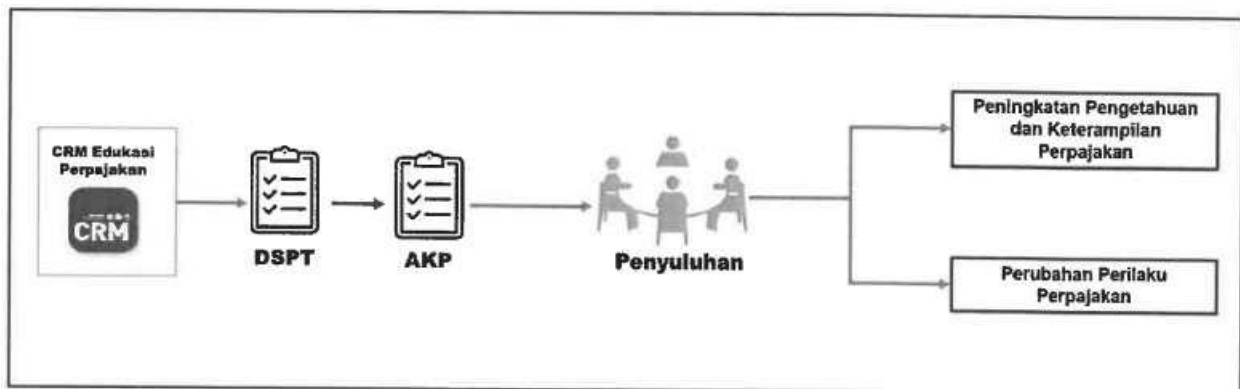 CRM Edukasi
Perpajakan
CRM
DSPT
AKP
Penyuluhan
Peningkatan Pengetahuan
dan Keterampilan
Perpajakan
Perubahan Perilaku
Perpajakan